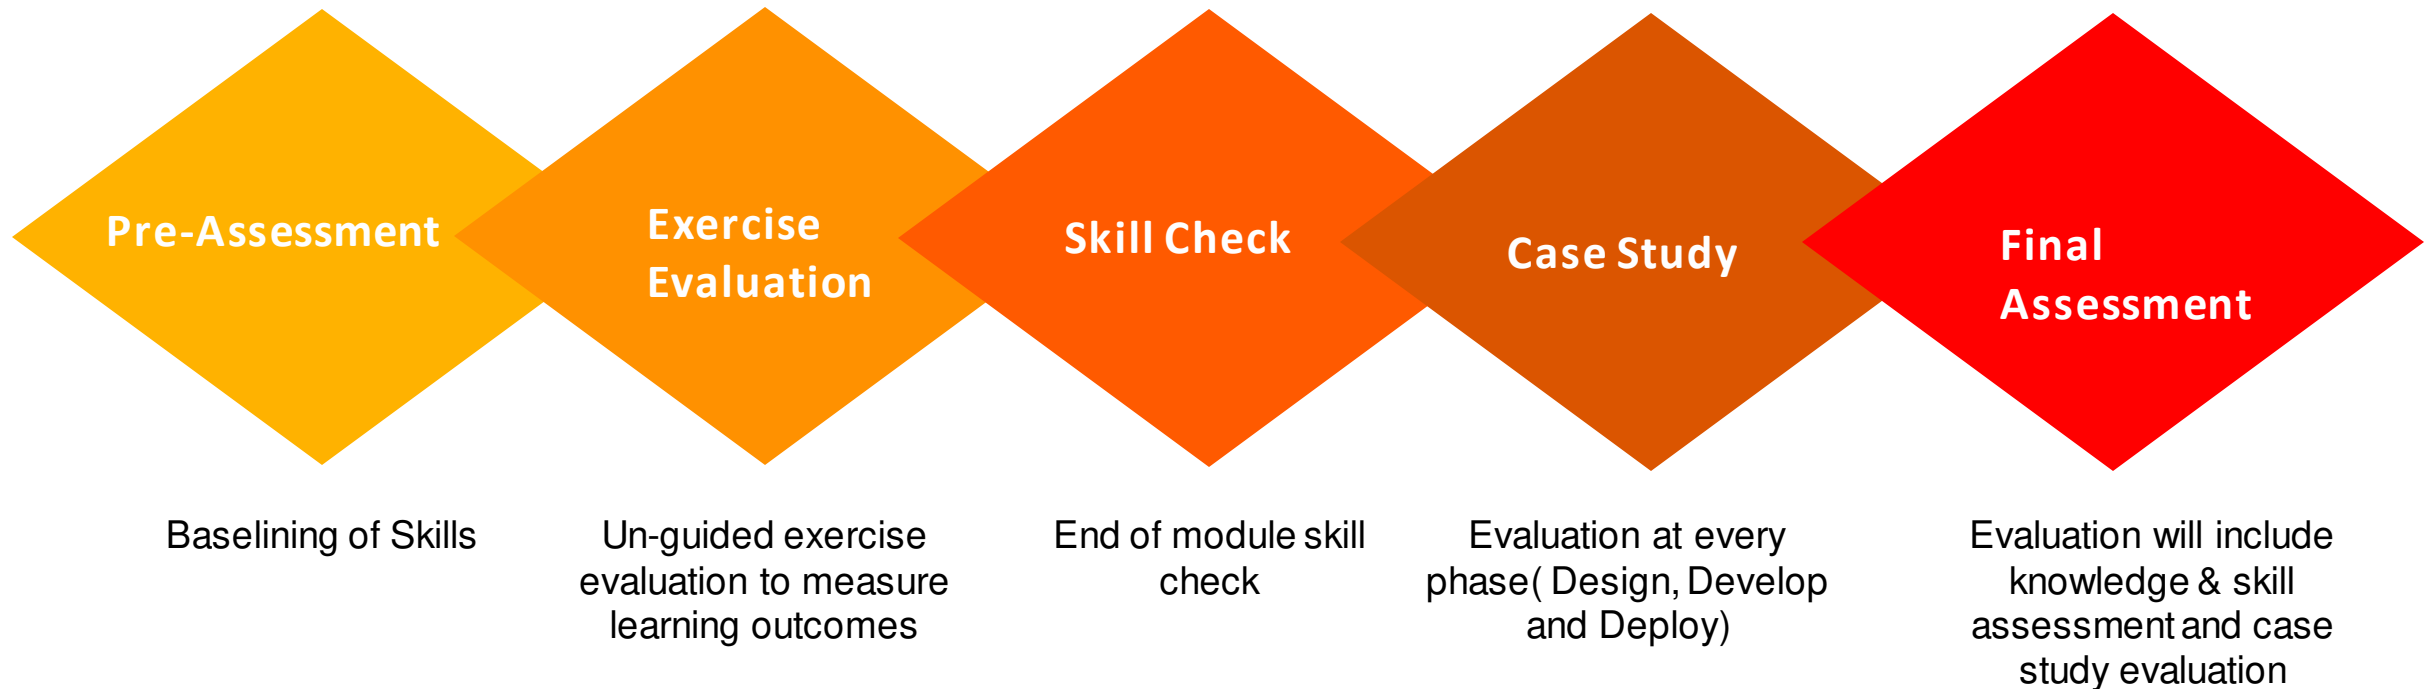 Pre-Assessment
Exercise
Evaluation
Skill Check
Case Study
Final
Assessment
Baselining of Skills
Un-guided exercise
evaluation to measure
learning outcomes
End of module skill
check
Evaluation at every
phase( Design, Develop
and Deploy)
Evaluation will include
knowledge & skill
assessment and case
study evaluation